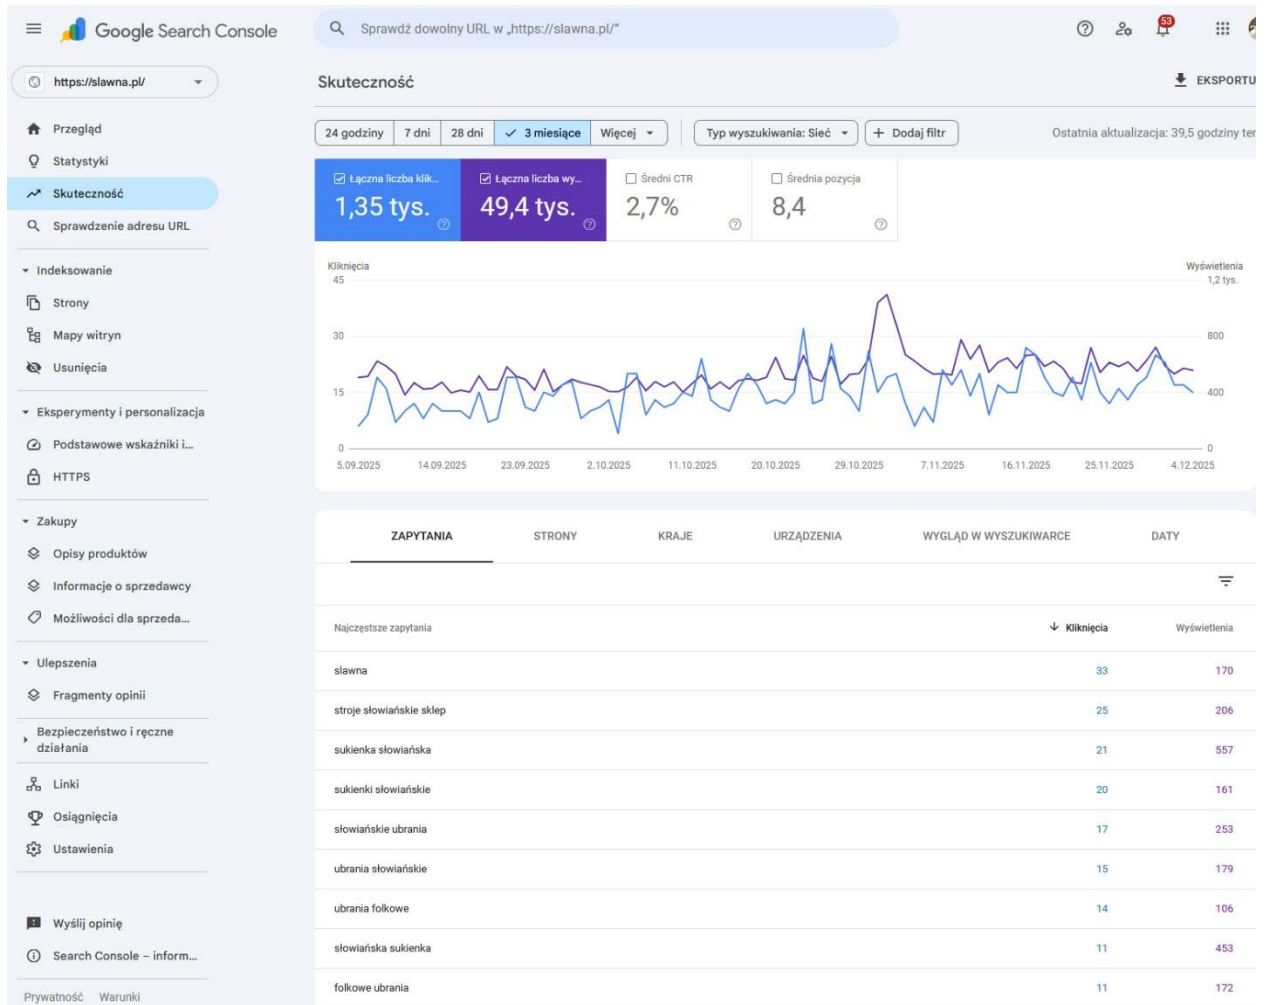 Google Search Console
Sprawdź dowolny URL w „https://slawna.pl/"
53
https://slawna.pl/
Przegląd
Statystyki
Skuteczność
Sprawdzenie adresu URL
Indeksowanie
Strony
Mapy witryn
Usunięcia
Eksperymenty i personalizacja
Podstawowe wskaźniki i...
HTTPS
Zakupy
Opisy produktów
Informacje o sprzedawcy
Możliwości dla sprzeda...
Ulepszenia
Fragmenty opinii
Bezpieczeństwo i ręczne
działania
Linki
Osiągnięcia
Ustawienia
Wyślij opinię
Search Console – inform...
Prywatność Warunki
Skuteczność
EKSPORTU
24 godziny 7 dni 28 dni 3 miesiące Więcej Typ wyszukiwania: Sieć + Dodaj filtr Ostatnia aktualizacja: 39,5 godziny ter
Łączna liczba klik... Łączna liczba wy... Średni CTR Średnia pozycja
1,35 tys. 49,4 tys. 2,7% 8,4
Kliknięcia Wyświetlenia
45 1,2 tys.
30 800
15 400
0 0
5.09.2025 14.09.2025 23.09.2025 2.10.2025 11.10.2025 20.10.2025 29.10.2025 7.11.2025 16.11.2025 25.11.2025 4.12.2025
ZAPYTANIA STRONY KRAJE URZĄDZENIA WYGLĄD W WYSZUKIWARCE DATY
Najczęstsze zapytania Kliknięcia Wyświetlenia
slawna 33 170
stroje słowiańskie sklep 25 206
sukienka słowiańska 21 557
sukienki słowiańskie 20 161
słowiańskie ubrania 17 253
ubrania słowiańskie 15 179
ubrania folkowe 14 106
słowiańska sukienka 11 453
folkowe ubrania 11 172